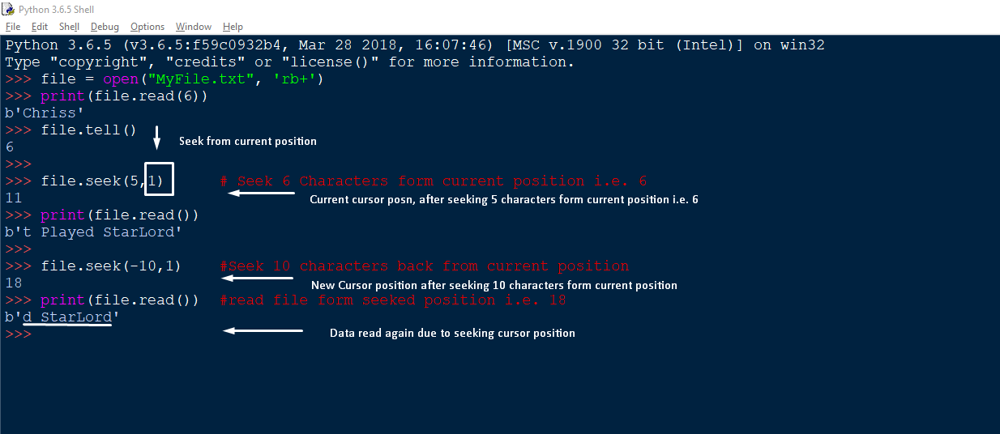 Python 3.6.5 Shell
File Edit Shell Debug Options Window Help
Python 3.6.5 (v3.6.5:f59c0932b4, Mar 28 2018, 16:07:46) [MSC v.1900 32 bit (Intel)] on win32
Type "copyright", "credits" or "license()" for more information.
>>> file = open("MyFile.txt", 'rb+')
>>> print(file.read(6))
b'Chriss'
>>> file.tell()
Seek from current position
6
>>>
>>> file.seek(5,1) # Seek 6 Characters form current position i.e. 6
11
Current cursor posn, after seeking 5 characters form current position i.e. 6
>>> print(file.read())
b't Played StarLord'
>>>
>>> file.seek(-10,1) #Seek 10 characters back from current position
18
New Cursor position after seeking 10 characters form current position
>>> print(file.read()) #read file form seeked position i.e. 18
b'd StarLord'
>>>
Data read again due to seeking cursor position